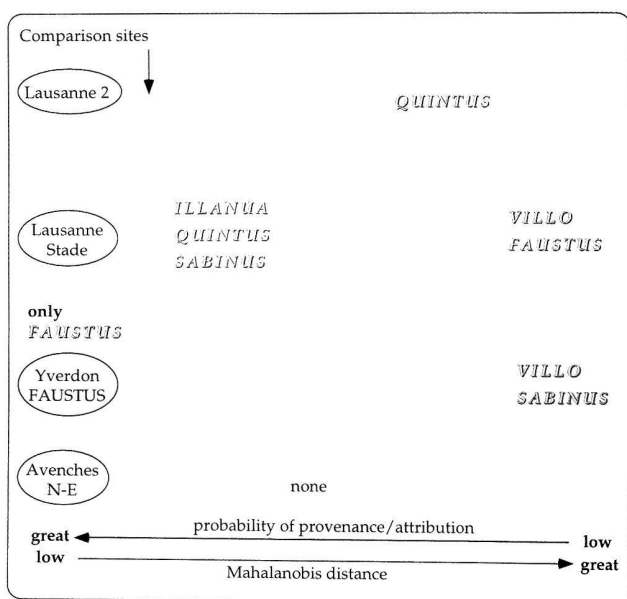 Comparison sites
Lausanne 2
QUINTUS
Lausanne
Stade
ILLANUA
QUINTUS
SABINUS
VILLO
FAUSTUS
only
FAUSTUS
Yverdon
FAUSTUS
VILLO
SABINUS
Avenches
N-E
none
probability of provenance/attribution
great
low
low
great
Mahalanobis distance